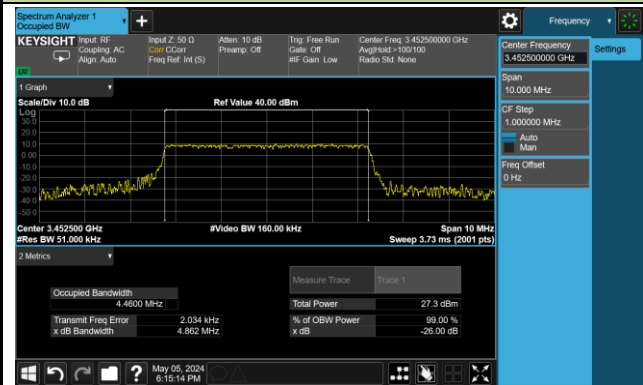 Spectrum Analyzer 1
Occupied BW
Frequency
KEYSIGHT
Input: RF
Coupling: AC
Align: Auto
Input Z: 50 Ω
Corr CCorr
Freq Ref: Int (S)
Atten: 10 dB
Preamp: Off
Trig: Free Run
Gate: Off
#IF Gain: Low
Center Freq: 3.452500000 GHz
Avg|Hold:>100/100
Radio Std: None
Center Frequency
3.452500000 GHz
Settings
Span
10.000 MHz
CF Step
1.000000 MHz
Auto
Man
Freq Offset
0 Hz
1 Graph
Scale/Div 10.0 dB
Ref Value 40.00 dBm
Log
30.0
20.0
10.0
0.00
-10.0
-20.0
-30.0
-40.0
-50.0
Center 3.452500 GHz
#Video BW 160.00 kHz
Span 10 MHz
#Res BW 51.000 kHz
Sweep 3.73 ms (2001 pts)
2 Metrics
Measure Trace
Trace 1
Occupied Bandwidth
4.4600 MHz
Total Power
27.3 dBm
Transmit Freq Error
2.034 kHz
% of OBW Power
99.00 %
x dB Bandwidth
4.862 MHz
x dB
-26.00 dB
May 05, 2024
6:15:14 PM